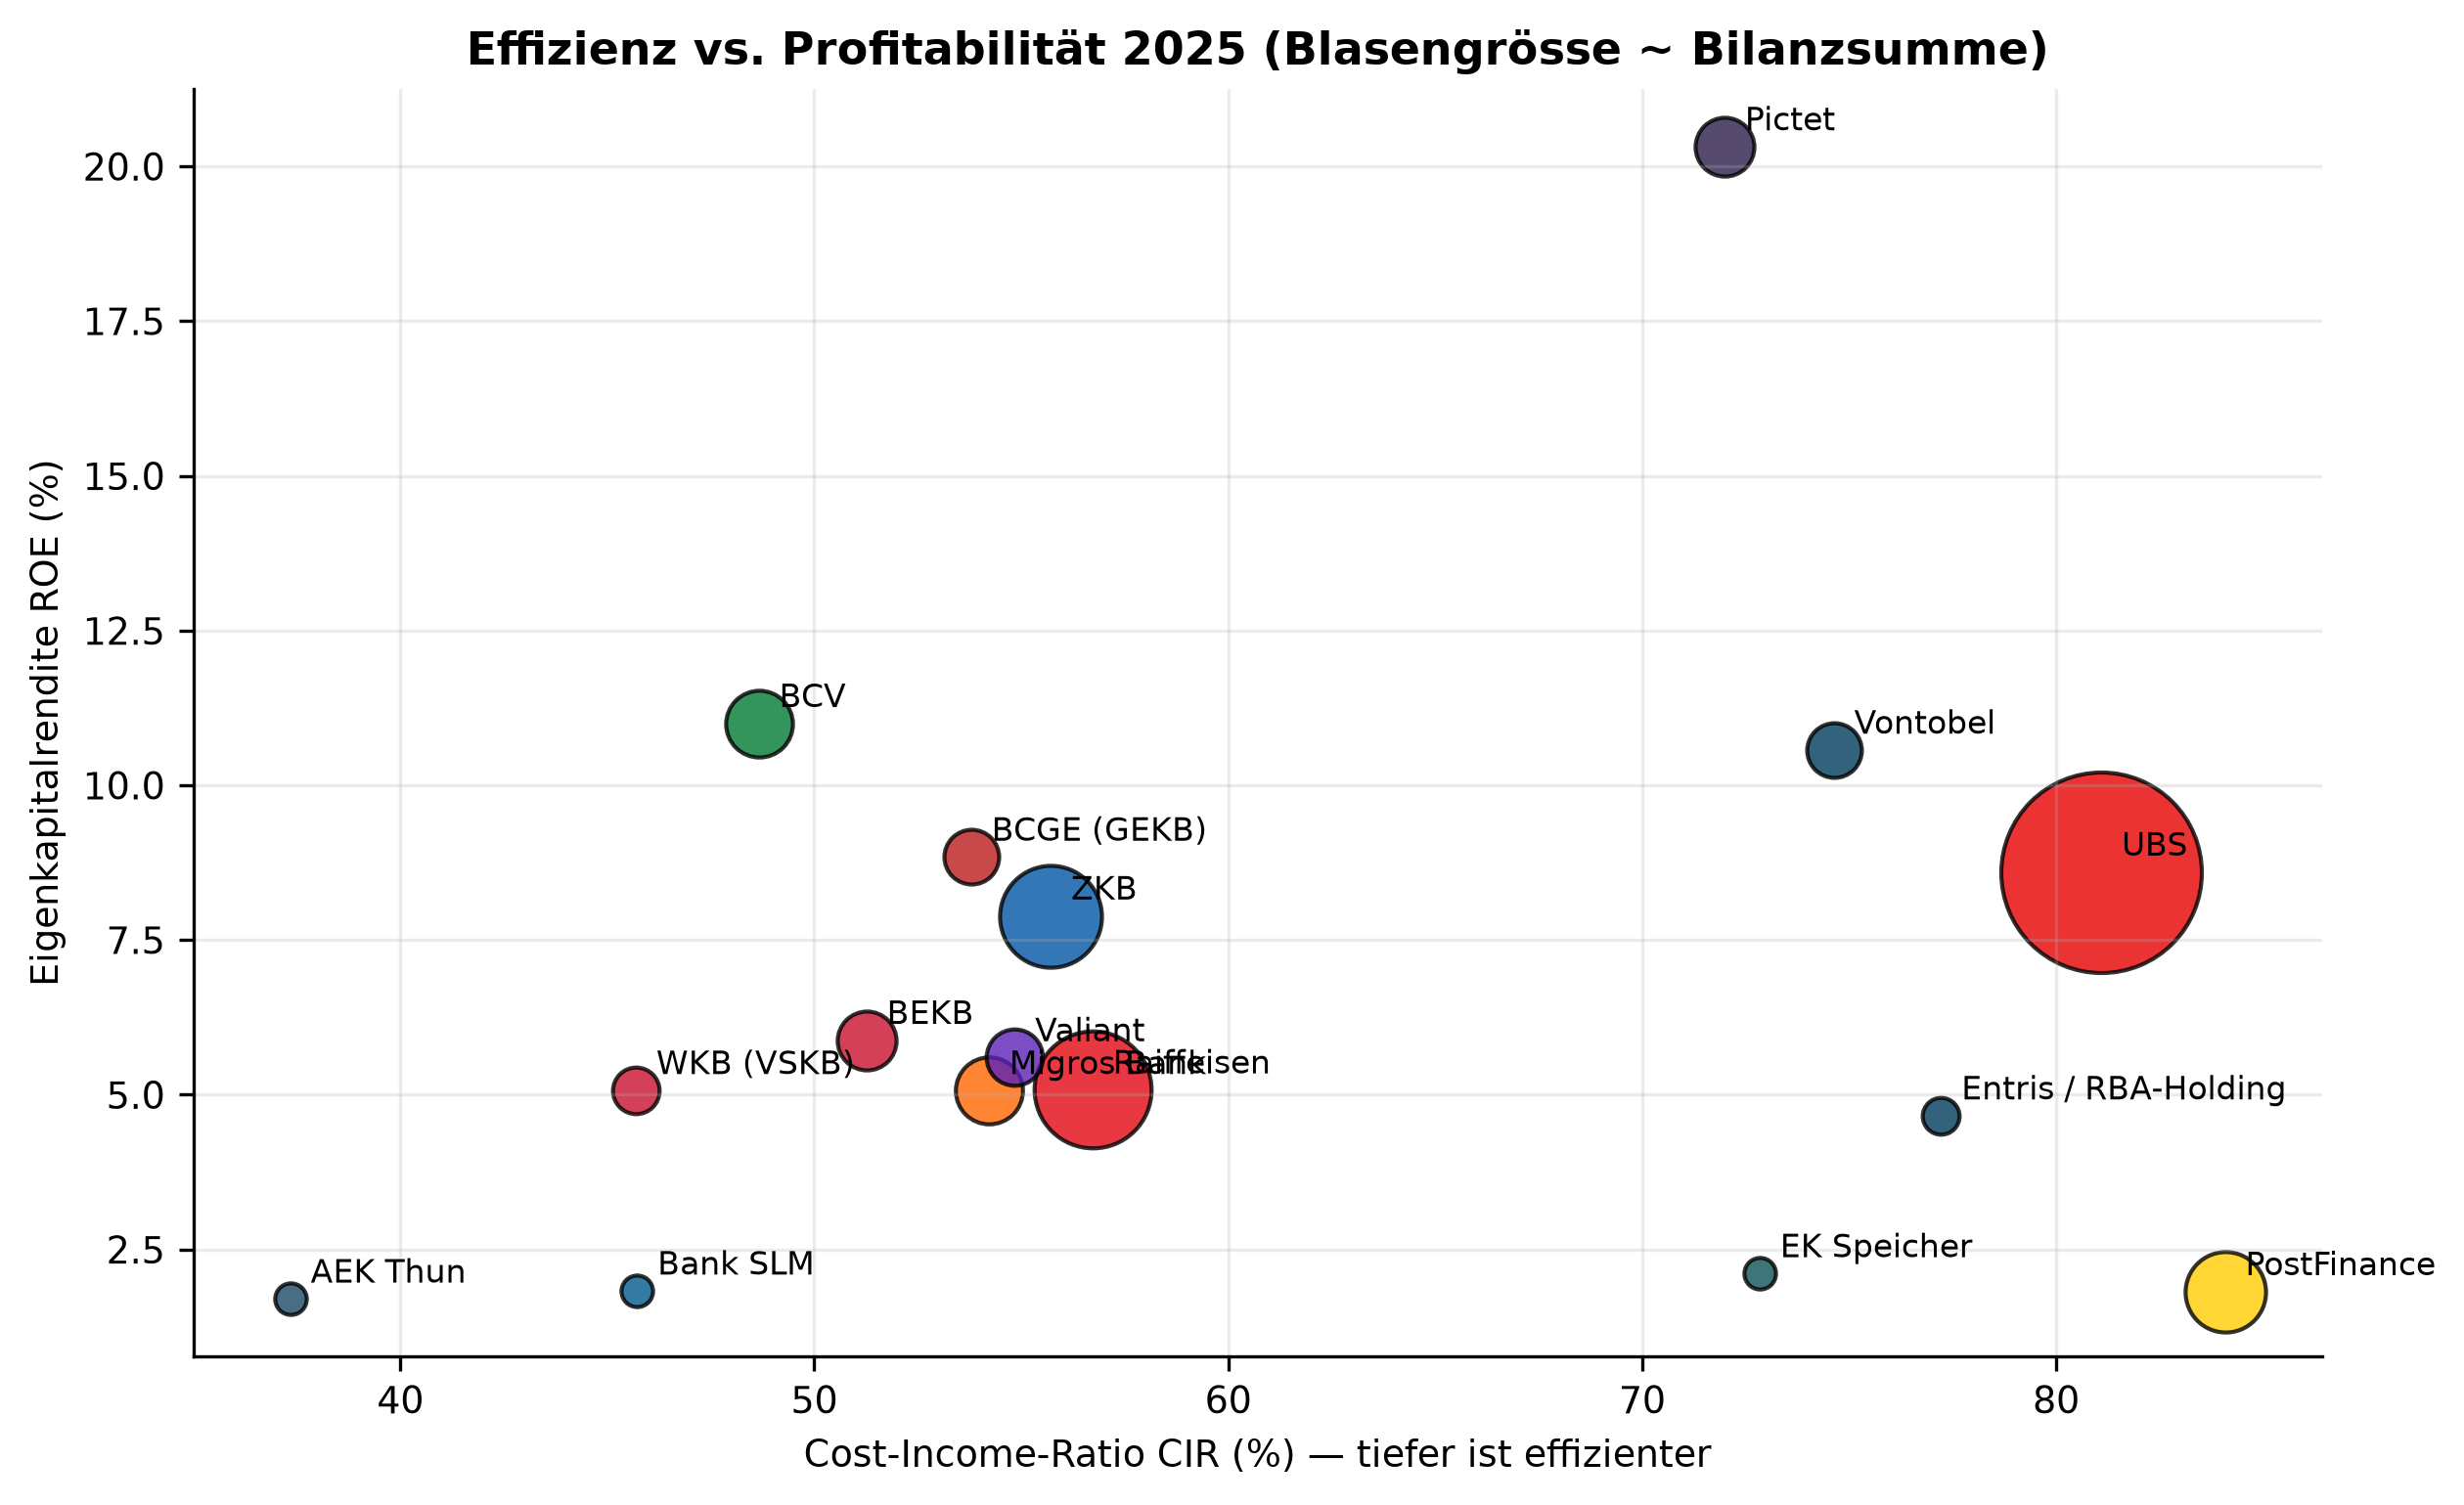 Effizienz vs. Profitabilität 2025 (Blasengrösse ~ Bilanzsumme)
Eigenkapitalrendite ROE (%)
20.0
17.5
15.0
12.5
10.0
7.5
5.0
2.5
Pictet
BCV
Vontobel
BCGE (GEKB)
UBS
ZKB
BEKB
Valiant
WKB (VSKB)
Migros Bank
Raiffeisen
Entris / RBA-Holding
EK Speicher
PostFinance
Bank SLM
AEK Thun
40
50
60
70
80
Cost-Income-Ratio CIR (%) — tiefer ist effizienter